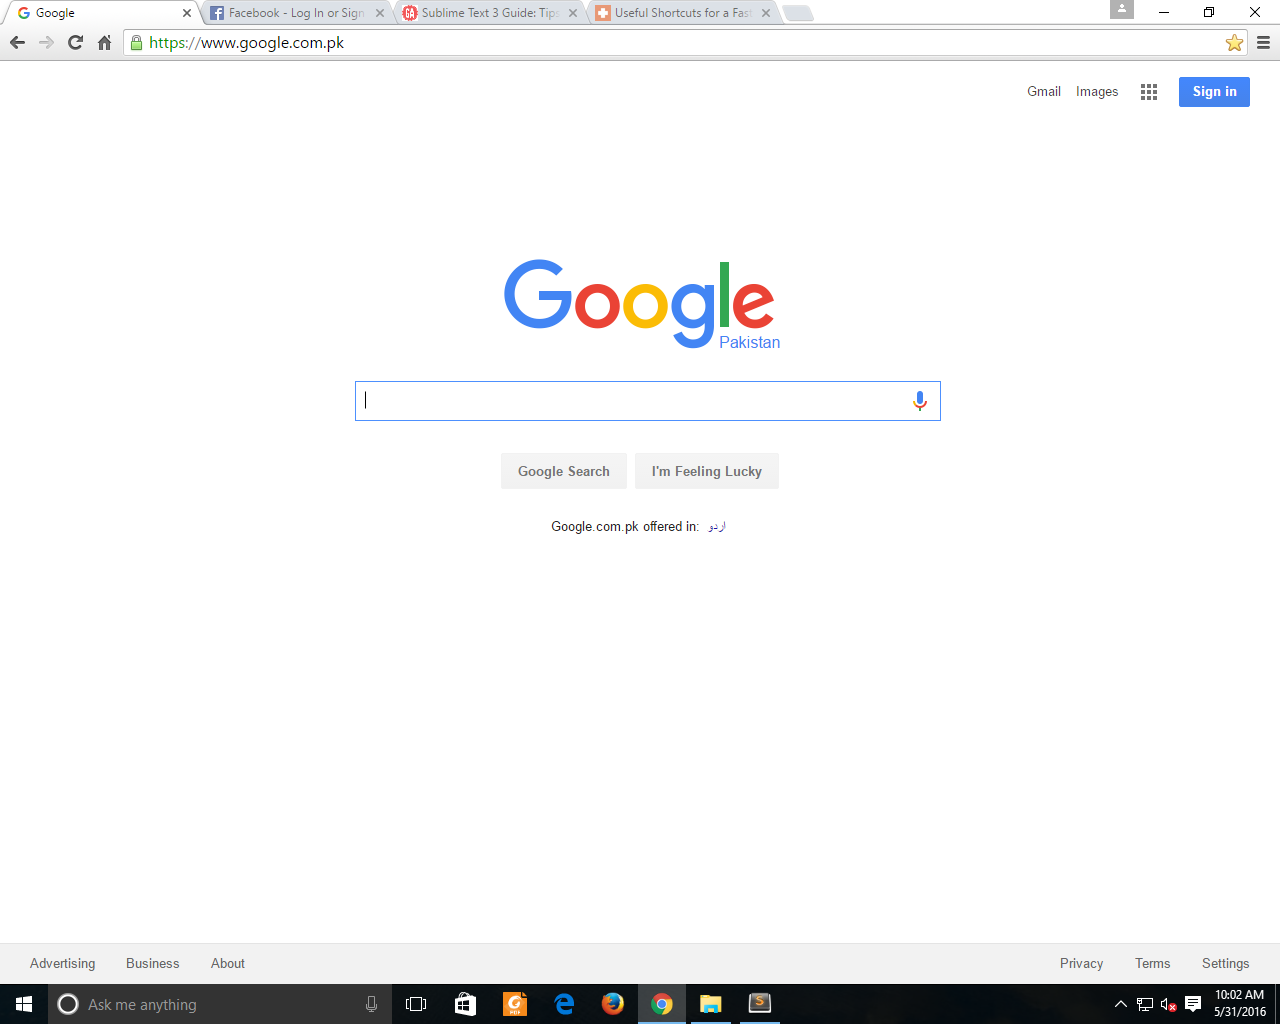 Google
Facebook - Log In or Sign
Sublime Text 3 Guide: Tips
Useful Shortcuts for a Fast
https://www.google.com.pk
Gmail Images Sign in
Google
Pakistan
Google Search I'm Feeling Lucky
Google.com.pk offered in: اردو
Advertising Business About Privacy Terms Settings
Ask me anything
PDF
10:02 AM
5/31/2016